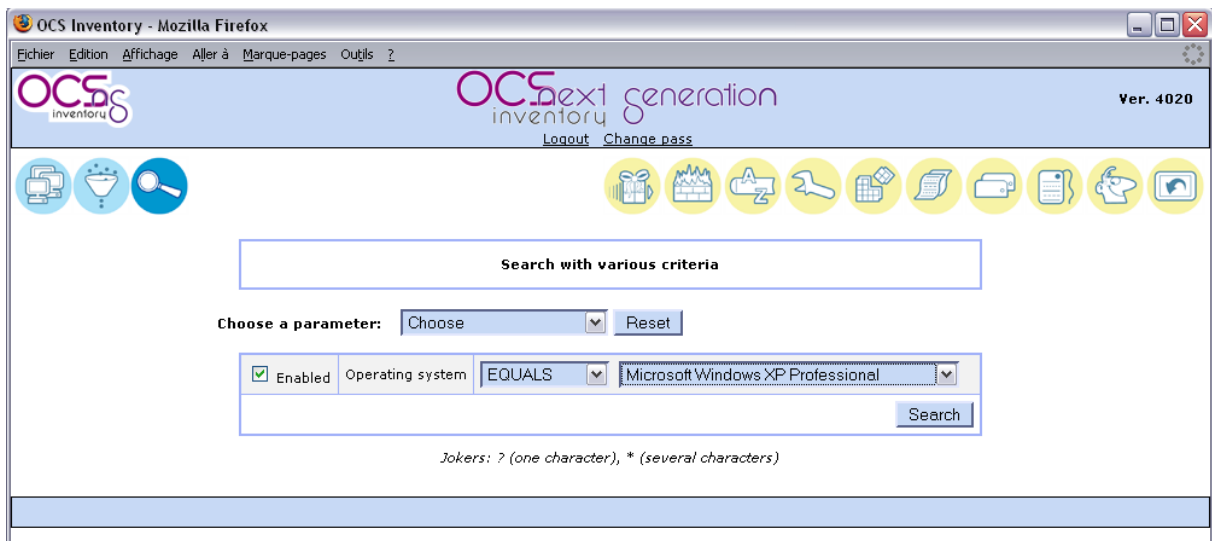 OCS Inventory - Mozilla Firefox
Fichier Edition Affichage Aller à Marque-pages Outils ?
OCS ng inventory
OCS next generation inventory
Ver. 4020
Logout Change pass
A Z
Search with various criteria
Choose a parameter: Choose Reset
Enabled Operating system EQUALS Microsoft Windows XP Professional
Search
Jokers: ? (one character), * (several characters)